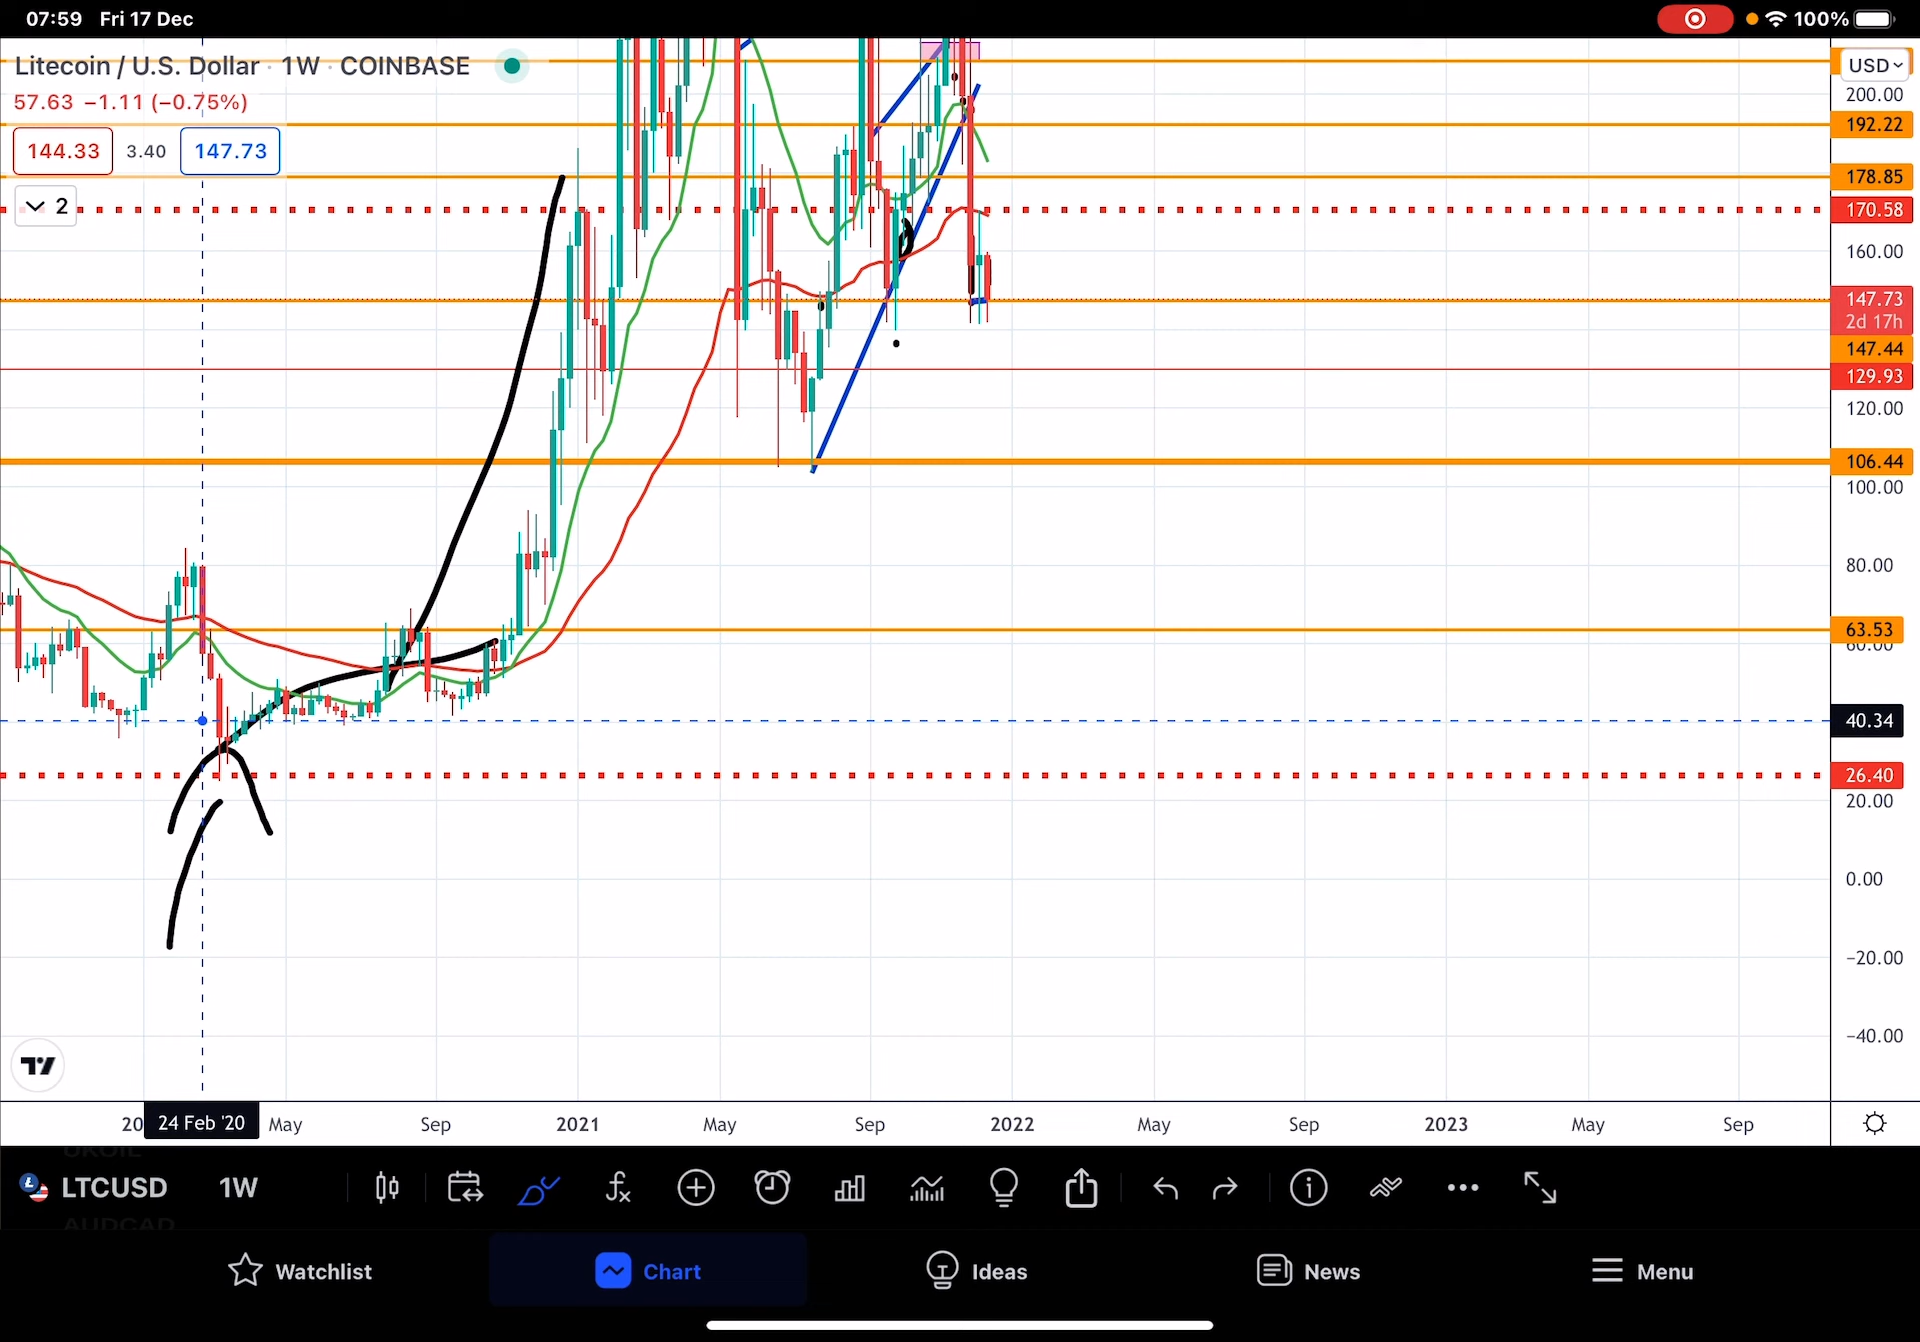 07:59 Fri 17 Dec 100%
Litecoin / U.S. Dollar · 1W · COINBASE USD
57.63 −1.11 (−0.75%)
144.33 3.40 147.73
2
200.00
192.22
178.85
170.58
160.00
147.73
2d 17h
147.44
129.93
120.00
106.44
100.00
80.00
63.53
60.00
40.34
26.40
20.00
0.00
−20.00
−40.00
20 24 Feb '20 May Sep 2021 May Sep 2022 May Sep 2023 May Sep
UKOIL
LTCUSD 1W
AUDCAD
Watchlist Chart Ideas News Menu